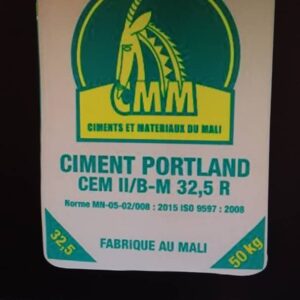 CMM
CIMENTS ET MATERIAUX DU MALI
CIMENT PORTLAND
CEM II/B-M 32,5 R
Norme MN-05-02/008 : 2015 ISO 9597 : 2008
32,5
FABRIQUE AU MALI
50 kg